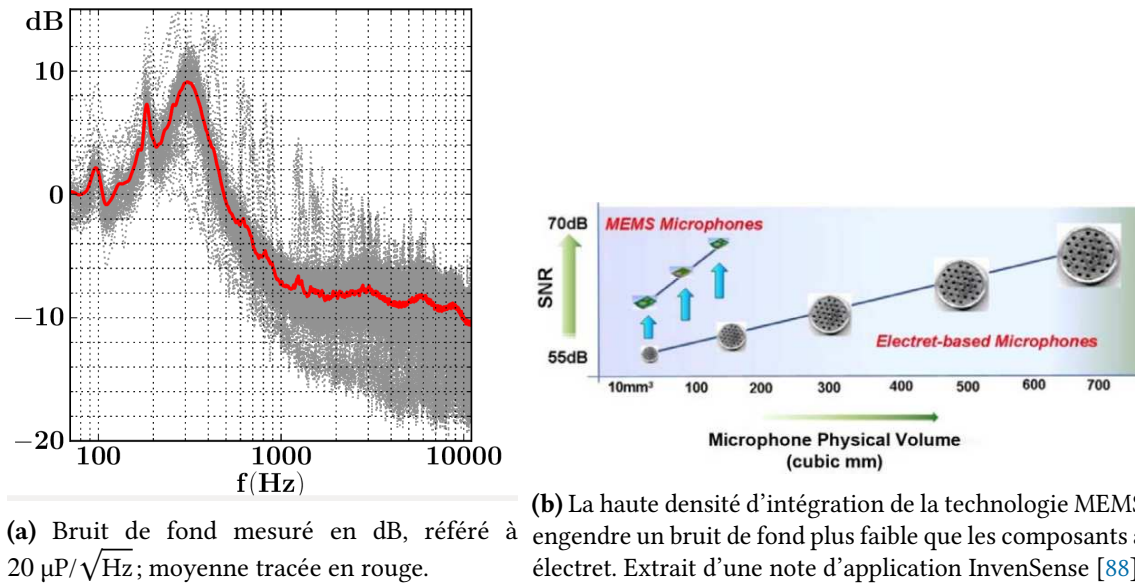 dB
10
0
−10
−20
100
1000
10000
f(Hz)
(a) Bruit de fond mesuré en dB, référé à
20 µP/√Hz; moyenne tracée en rouge.
70dB
MEMS Microphones
SNR
55dB
Electret-based Microphones
10mm³ 100 200 300 400 500 600 700
Microphone Physical Volume
(cubic mm)
(b) La haute densité d'intégration de la technologie MEMS
engendre un bruit de fond plus faible que les composants à
électret. Extrait d'une note d'application InvenSense [88]